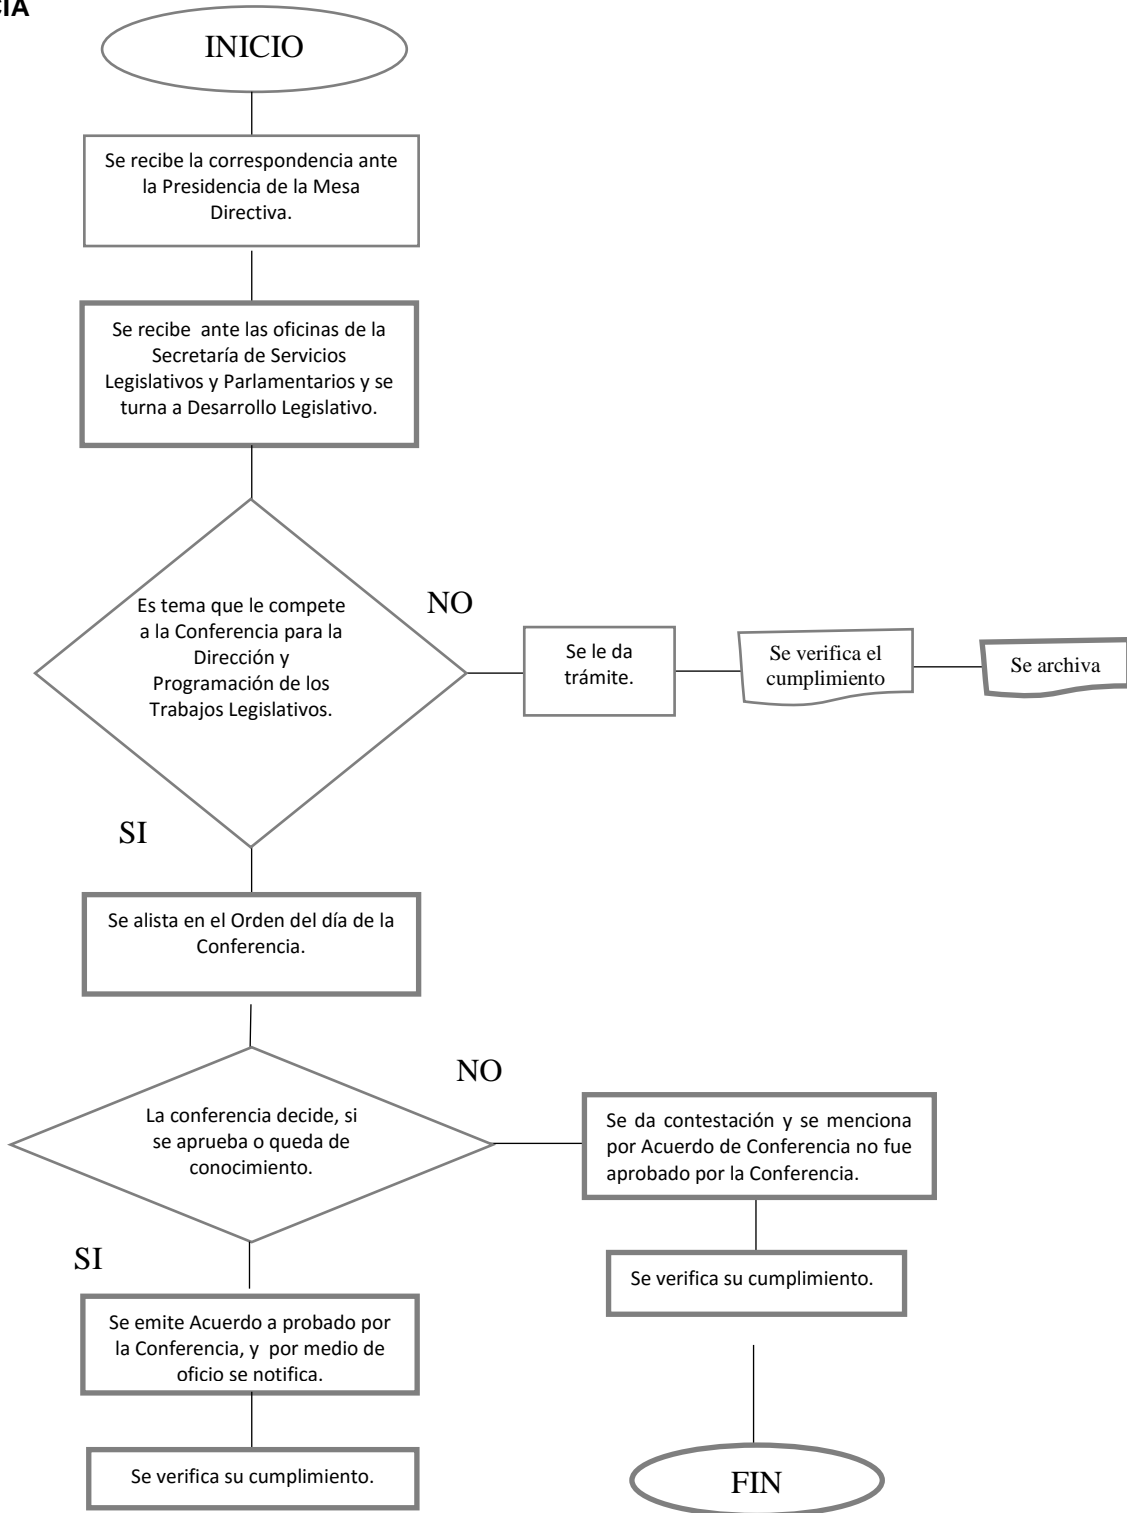 INICIO
Se recibe la correspondencia ante
la Presidencia de la Mesa
Directiva.
Se recibe  ante las oficinas de la
Secretaría de Servicios
Legislativos y Parlamentarios y se
turna a Desarrollo Legislativo.
Es tema que le compete
a la Conferencia para la
Dirección y
Programación de los
Trabajos Legislativos.
NO
Se le da
trámite.
Se verifica el
cumplimiento
Se archiva
SI
Se alista en el Orden del día de la
Conferencia.
La conferencia decide, si
se aprueba o queda de
conocimiento.
NO
Se da contestación y se menciona
por Acuerdo de Conferencia no fue
aprobado por la Conferencia.
Se verifica su cumplimiento.
SI
Se emite Acuerdo a probado por
la Conferencia, y  por medio de
oficio se notifica.
Se verifica su cumplimiento.
FIN